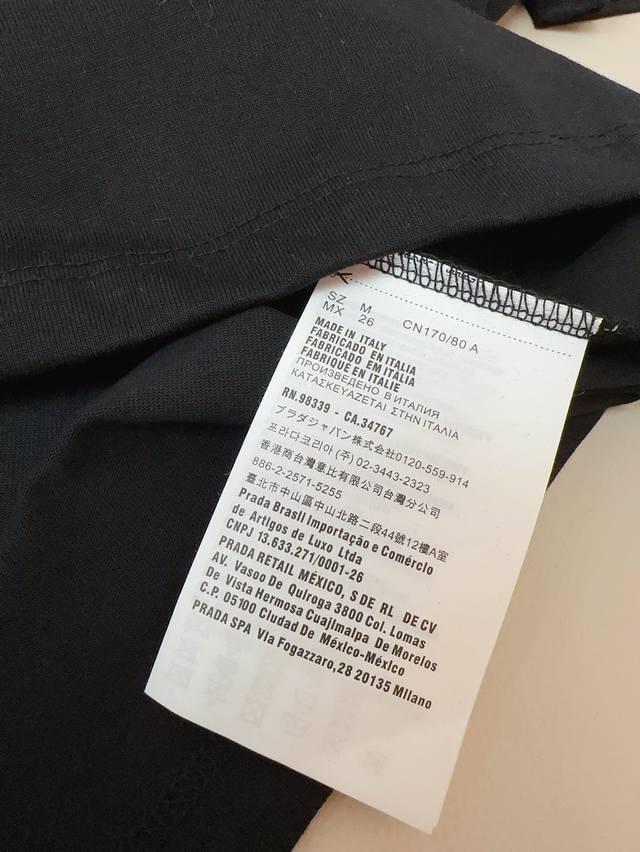 SZ M CN170/80 A
MX 26
MADE IN ITALY
FABRICADO EN ITALIA
FABRICADO EM ITÁLIA
FABRIQUÉ EN ITALIE
ПРОИЗВЕДЕНО В ИТАЛИЯ
ΚΑΤΑΣΚΕΥΑΖΕΤΑΙ ΣΤΗΝ ΙΤΑΛΙΑ
RN.98339 - CA.34767
プラダジャパン株式会社0120-559-914
프라다코리아 (주) 02-3443-2323
香港商台灣意比有限公司台灣分公司
886-2-2571-5255
臺北市中山區中山北路二段44號12樓A室
Prada Brasil Importação e Comércio
de Artigos de Luxo Ltda
CNPJ 13.633.271/0001-26
PRADA RETAIL MÉXICO, S DE RL DE CV
AV. Vasoo De Quiroga 3800 Col. Lomas
De Vista Hermosa Cuajimalpa De Morelos
C.P. 05100 Ciudad De México-México
PRADA SPA Via Fogazzaro,28 20135 Milano